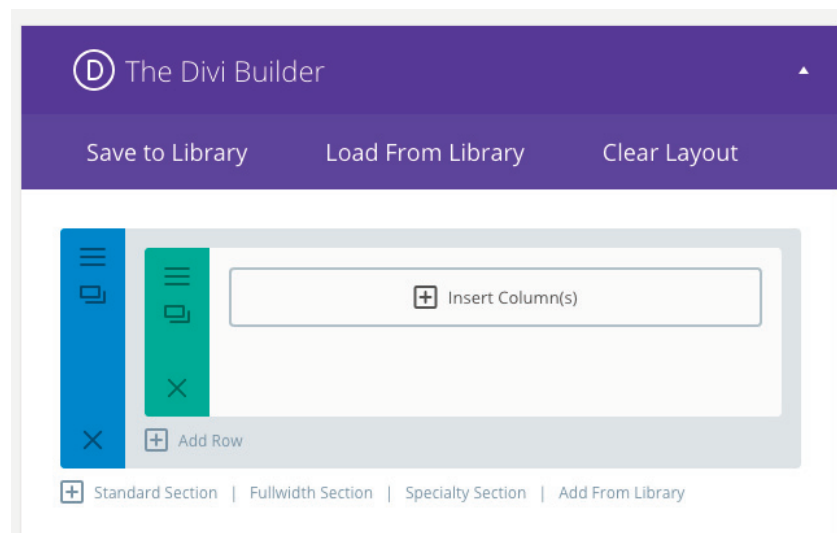 D The Divi Builder
Save to Library Load From Library Clear Layout
Insert Column(s)
Add Row
Standard Section | Fullwidth Section | Specialty Section | Add From Library